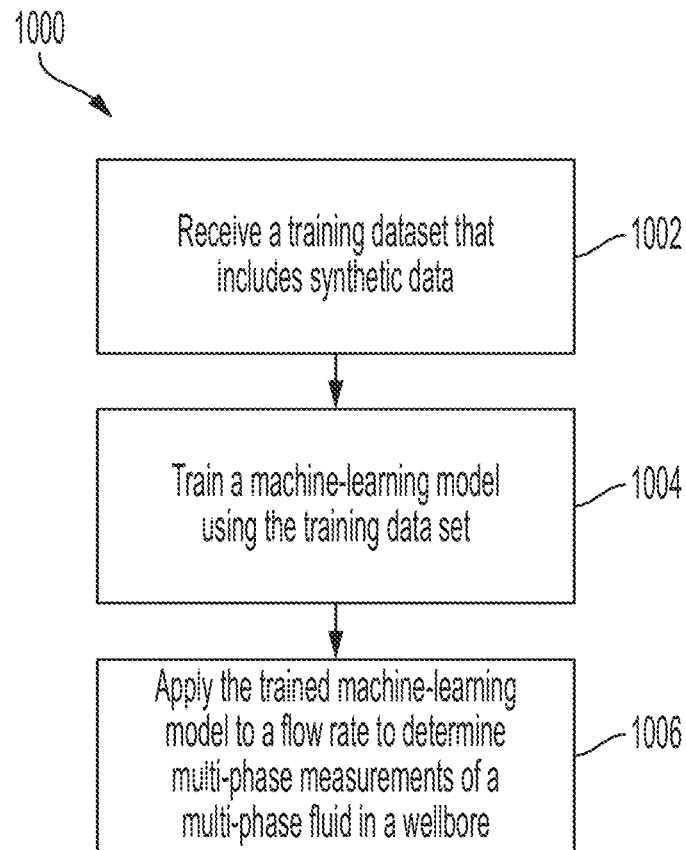 1000
Receive a training dataset that
includes synthetic data
1002
Train a machine-learning model
using the training data set
1004
Apply the trained machine-learning
model to a flow rate to determine
multi-phase measurements of a
multi-phase fluid in a wellbore
1006